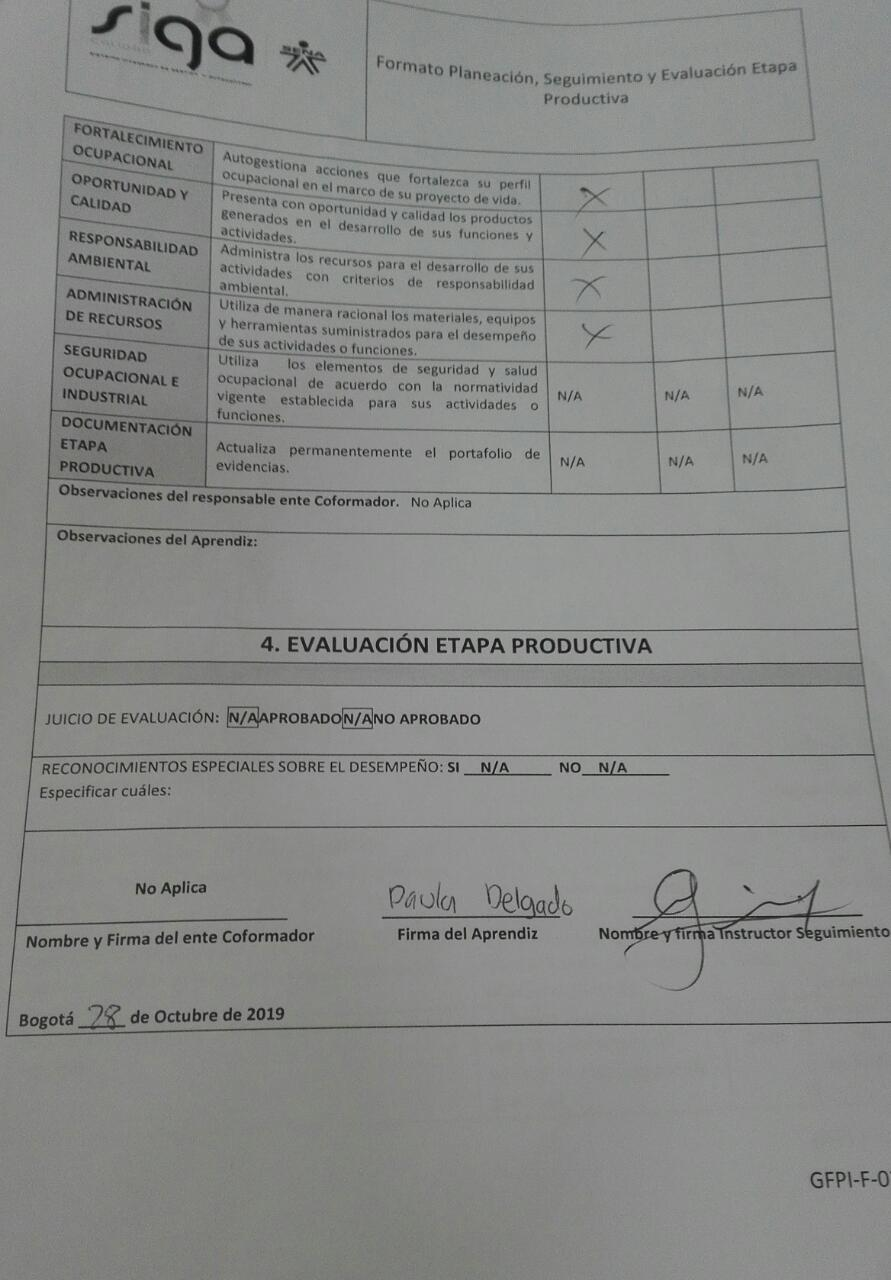 siga
SENA
Formato Planeación, Seguimiento y Evaluación Etapa
Productiva
FORTALECIMIENTO
OCUPACIONAL
Autogestiona acciones que fortalezca su perfil
ocupacional en el marco de su proyecto de vida.
X
OPORTUNIDAD Y
CALIDAD
Presenta con oportunidad y calidad los productos
generados en el desarrollo de sus funciones y
actividades.
X
RESPONSABILIDAD
AMBIENTAL
Administra los recursos para el desarrollo de sus
actividades con criterios de responsabilidad
ambiental.
X
ADMINISTRACIÓN
DE RECURSOS
Utiliza de manera racional los materiales, equipos
y herramientas suministrados para el desempeño
de sus actividades o funciones.
X
SEGURIDAD
OCUPACIONAL E
INDUSTRIAL
Utiliza los elementos de seguridad y salud
ocupacional de acuerdo con la normatividad
vigente establecida para sus actividades o
funciones.
N/A N/A N/A
DOCUMENTACIÓN
ETAPA
PRODUCTIVA
Actualiza permanentemente el portafolio de
evidencias.
N/A N/A N/A
Observaciones del responsable ente Coformador. No Aplica
Observaciones del Aprendiz:
4. EVALUACIÓN ETAPA PRODUCTIVA
JUICIO DE EVALUACIÓN: N/A APROBADO N/A NO APROBADO
RECONOCIMIENTOS ESPECIALES SOBRE EL DESEMPEÑO: SI __N/A____ NO__N/A____
Especificar cuáles:
No Aplica
Paula Delgado
Nombre y Firma del ente Coformador
Firma del Aprendiz
Nombre y firma Instructor Seguimiento
Bogotá 28 de Octubre de 2019
GFPI-F-0